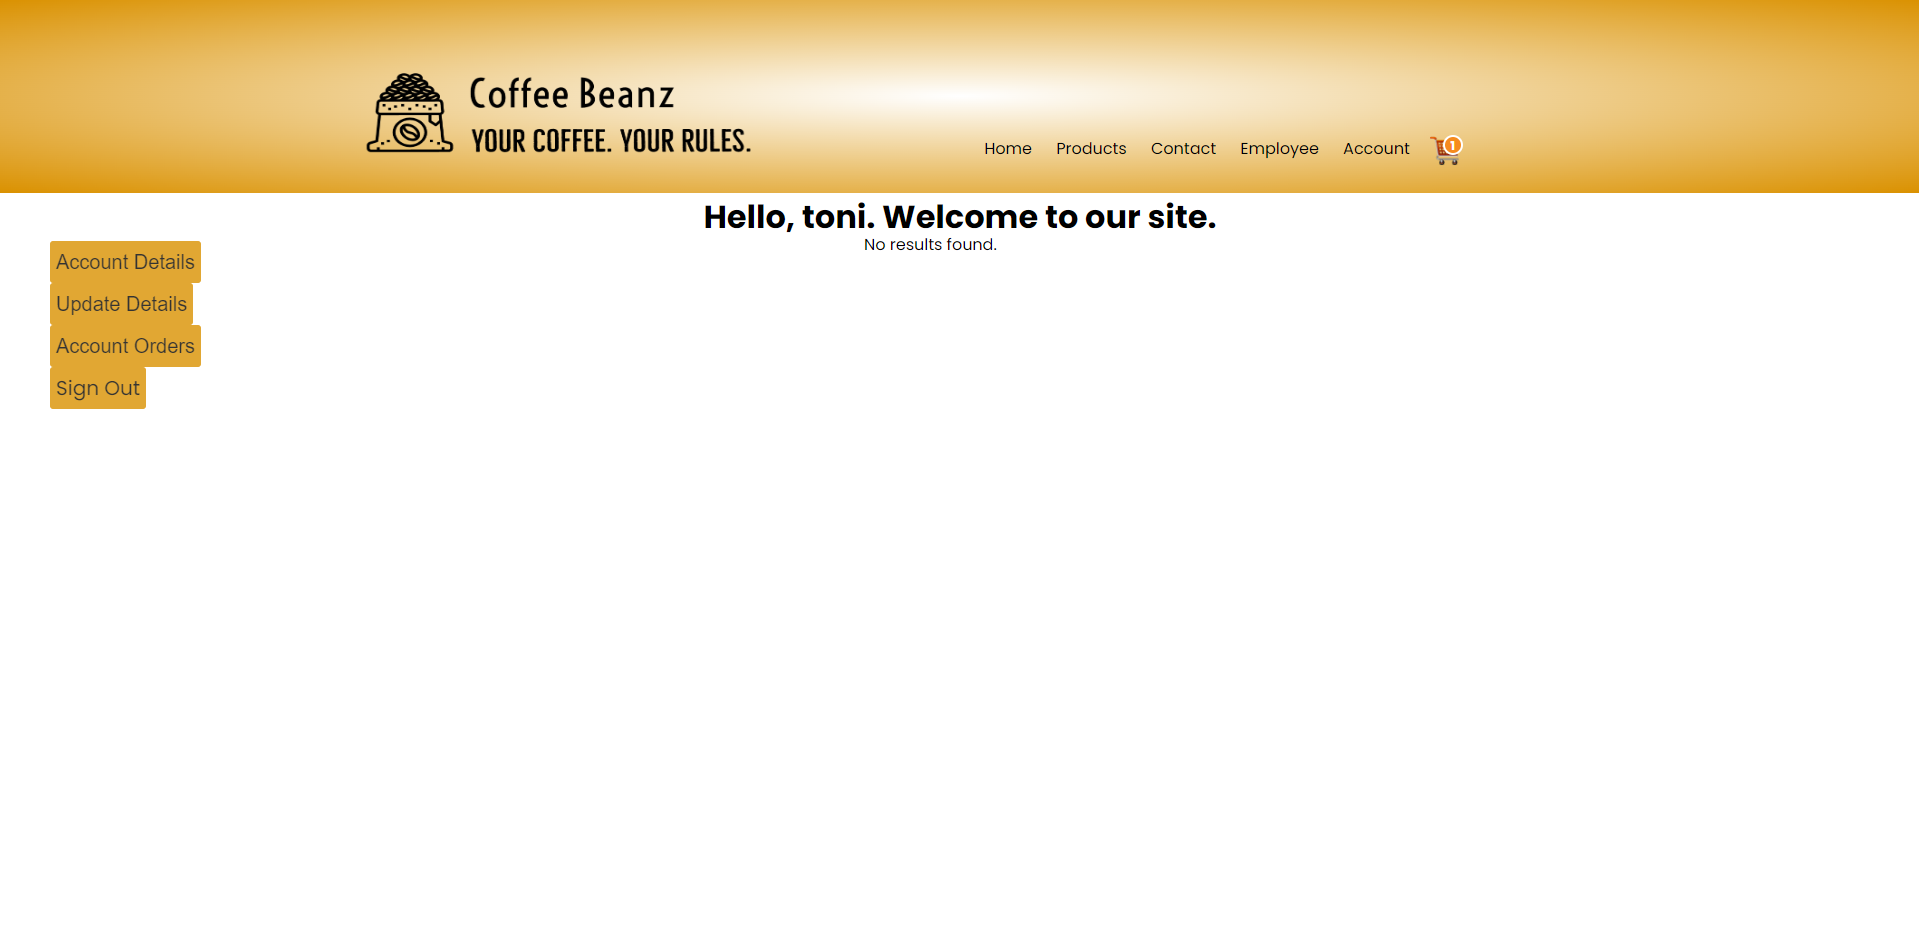 Coffee Beanz
YOUR COFFEE. YOUR RULES.
Home Products Contact Employee Account 1
Hello, toni. Welcome to our site.
No results found.
Account Details
Update Details
Account Orders
Sign Out